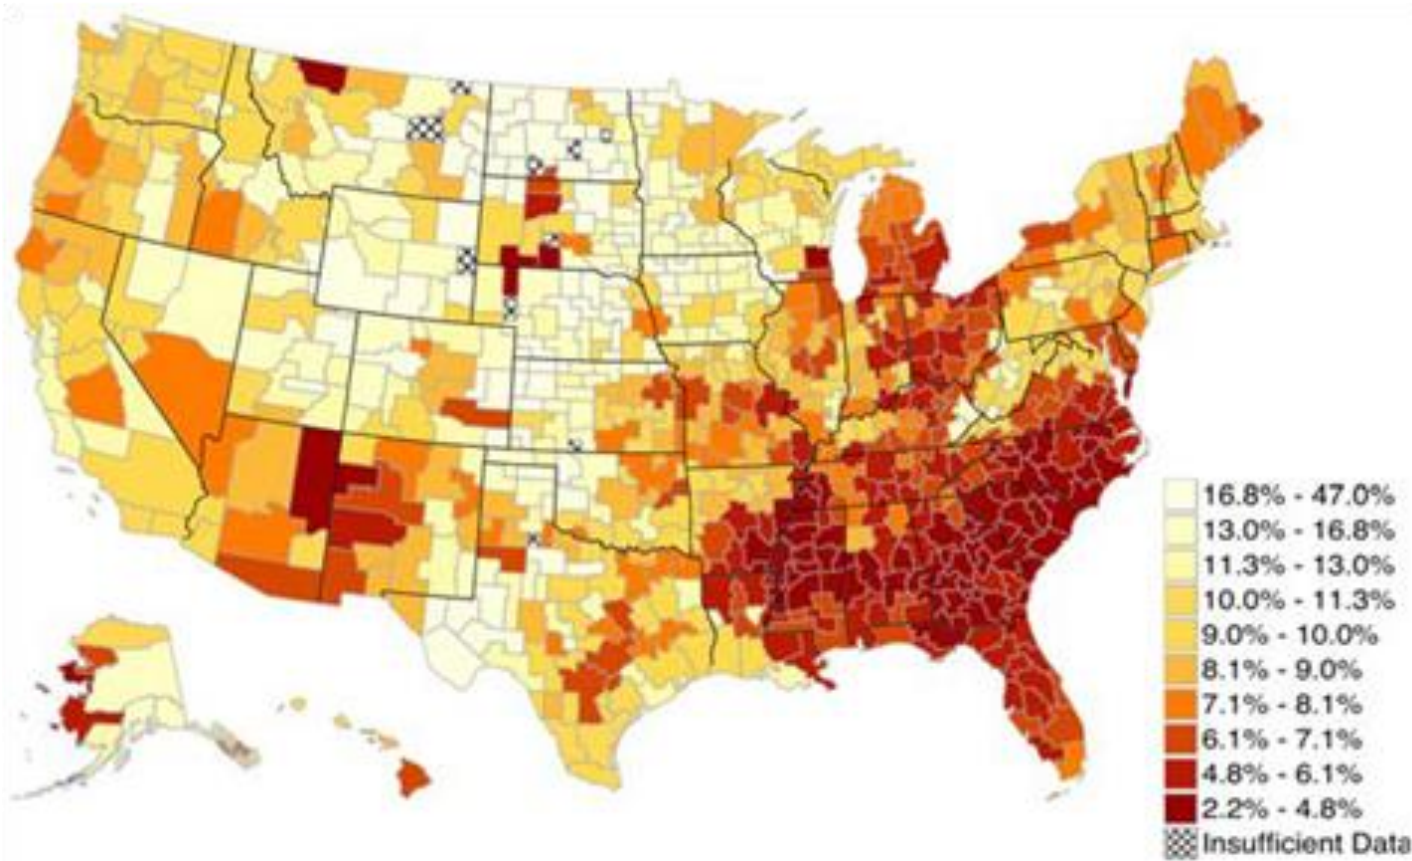 16.8% - 47.0%
13.0% - 16.8%
11.3% - 13.0%
10.0% - 11.3%
9.0% - 10.0%
8.1% - 9.0%
7.1% - 8.1%
6.1% - 7.1%
4.8% - 6.1%
2.2% - 4.8%
Insufficient Data